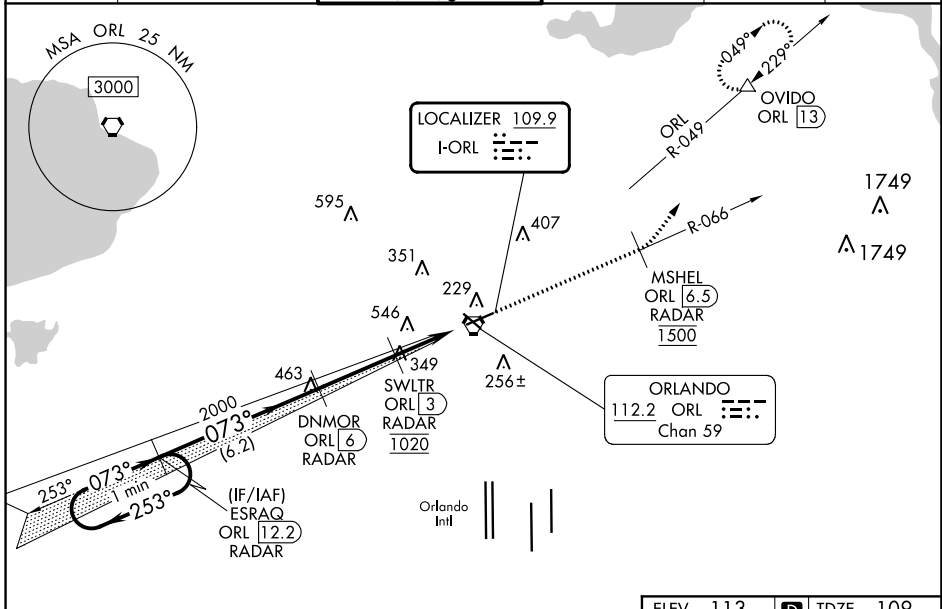 MSA ORL 25 NM
3000
LOCALIZER 109.9
I-ORL
049°
229°
OVIDO
ORL 13
ORL
R-049
595
407
1749
1749
351
R-066
229
MSHEL
ORL 6.5
RADAR
1500
546
349
256±
463
SWLTR
ORL 3
RADAR
1020
ORLANDO
112.2 ORL
Chan 59
2000
073°
(6.2)
DNMOR
ORL 6
RADAR
253°
073°
1 min
253°
(IF/IAF)
ESRAQ
ORL 12.2
RADAR
Orlando
Intl
ELEV 113 D TDZE 109